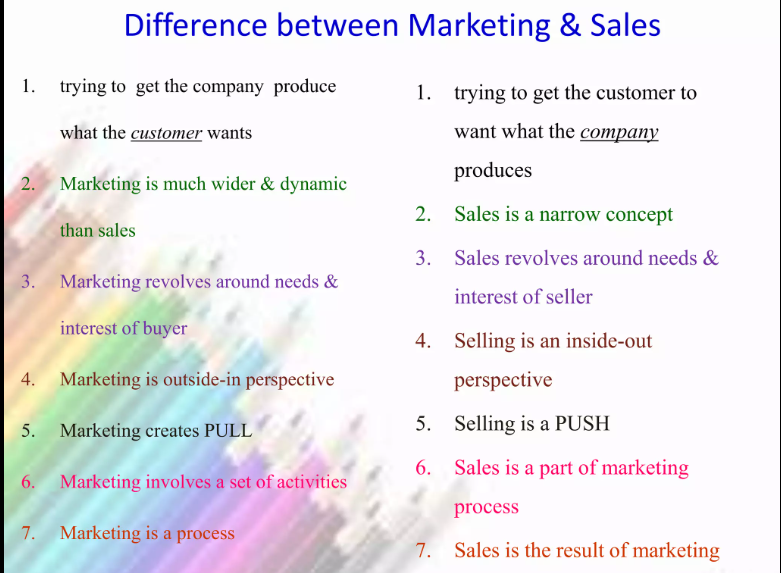 Difference between Marketing & Sales
1. trying to get the company produce
what the customer wants
2. Marketing is much wider & dynamic
than sales
3. Marketing revolves around needs &
interest of buyer
4. Marketing is outside-in perspective
5. Marketing creates PULL
6. Marketing involves a set of activities
7. Marketing is a process
1. trying to get the customer to
want what the company
produces
2. Sales is a narrow concept
3. Sales revolves around needs &
interest of seller
4. Selling is an inside-out
perspective
5. Selling is a PUSH
6. Sales is a part of marketing
process
7. Sales is the result of marketing